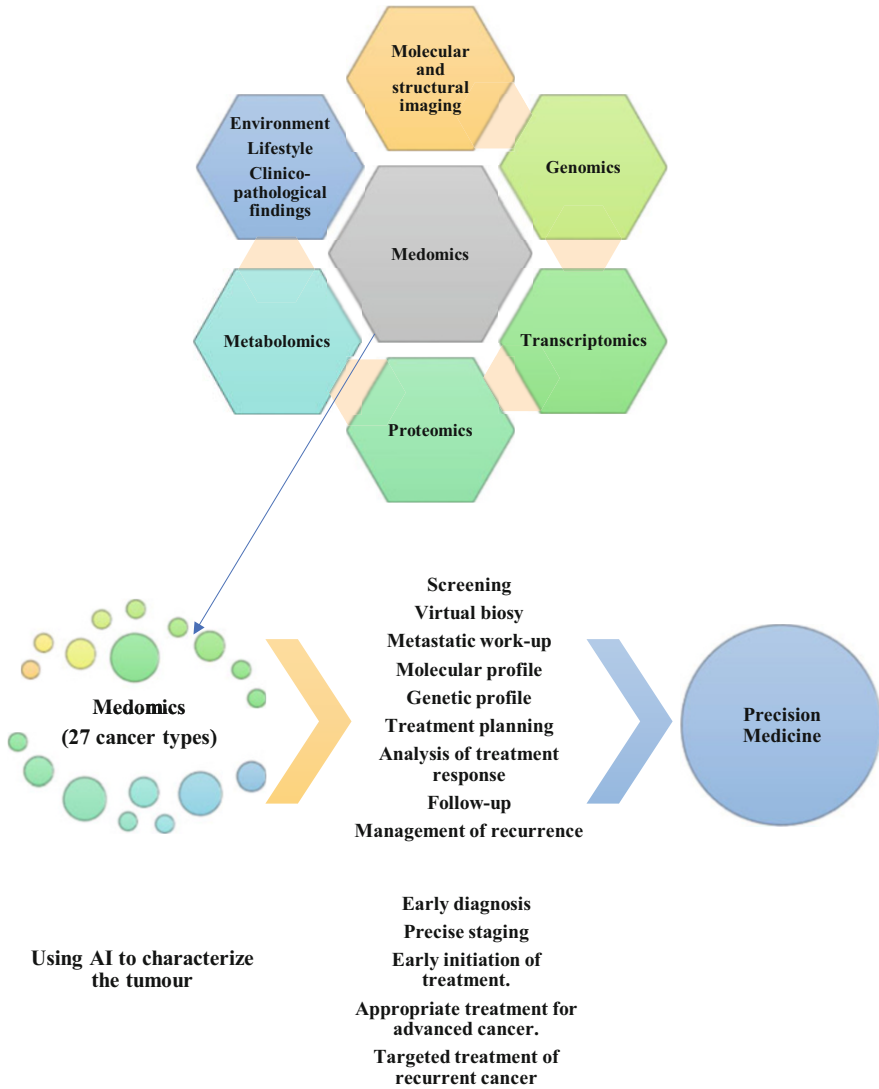 Molecular
and
structural
imaging
Environment
Lifestyle
Clinico-
pathological
findings
Genomics
Medomics
Metabolomics
Transcriptomics
Proteomics
Screening
Virtual biosy
Metastatic work-up
Molecular profile
Genetic profile
Treatment planning
Analysis of treatment
response
Follow-up
Management of recurrence
Medomics
(27 cancer types)
Precision
Medicine
Using AI to characterize
the tumour
Early diagnosis
Precise staging
Early initiation of
treatment.
Appropriate treatment for
advanced cancer.
Targeted treatment of
recurrent cancer